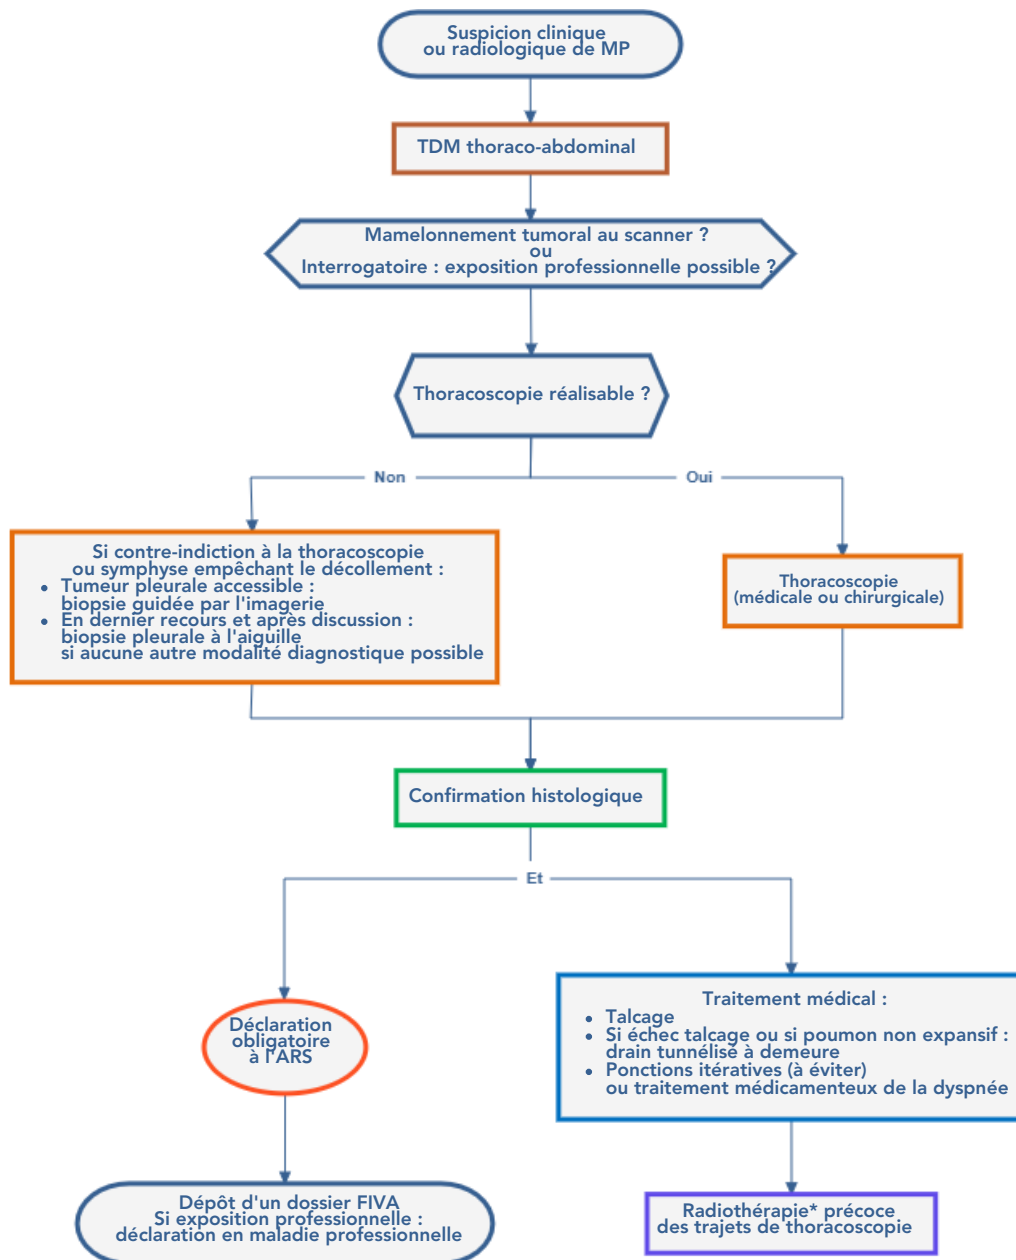 Suspicion clinique
ou radiologique de MP
TDM thoraco-abdominal
Mamelonnement tumoral au scanner ?
ou
Interrogatoire : exposition professionnelle possible ?
Thoracoscopie réalisable ?
Non
Oui
Si contre-indiction à la thoracoscopie
ou symphyse empêchant le décollement :
• Tumeur pleurale accessible :
biopsie guidée par l'imagerie
• En dernier recours et après discussion :
biopsie pleurale à l'aiguille
si aucune autre modalité diagnostique possible
Thoracoscopie
(médicale ou chirurgicale)
Confirmation histologique
Et
Déclaration
obligatoire
à l'ARS
Traitement médical :
• Talcage
• Si échec talcage ou si poumon non expansif :
drain tunnélisé à demeure
• Ponctions itératives (à éviter)
ou traitement médicamenteux de la dyspnée
Dépôt d'un dossier FIVA
Si exposition professionnelle :
déclaration en maladie professionnelle
Radiothérapie* précoce
des trajets de thoracoscopie